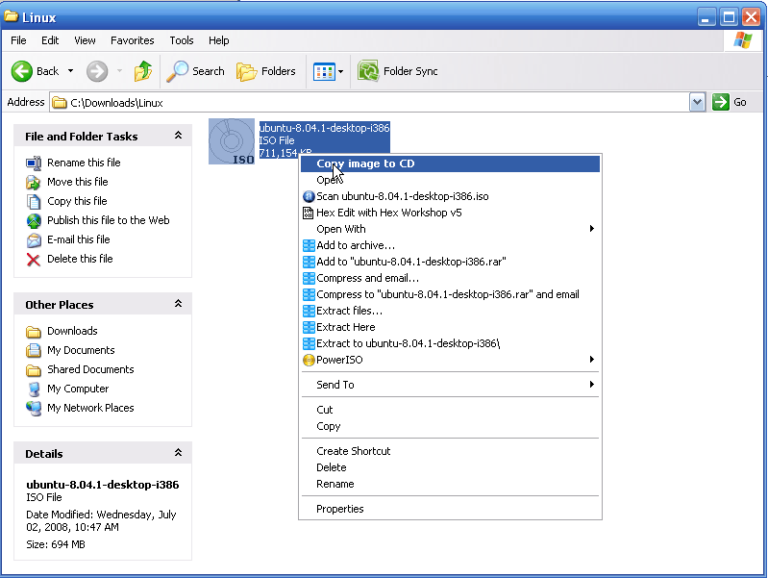 Linux
File Edit View Favorites Tools Help
Back Search Folders Folder Sync
Address C:\Downloads\Linux Go
File and Folder Tasks
Rename this file
Move this file
Copy this file
Publish this file to the Web
E-mail this file
Delete this file
Other Places
Downloads
My Documents
Shared Documents
My Computer
My Network Places
Details
ubuntu-8.04.1-desktop-i386
ISO File
Date Modified: Wednesday, July
02, 2008, 10:47 AM
Size: 694 MB
ISO
ubuntu-8.04.1-desktop-i386
ISO File
711,154 KB
Copy image to CD
Open
Scan ubuntu-8.04.1-desktop-i386.iso
Hex Edit with Hex Workshop v5
Open With
Add to archive...
Add to "ubuntu-8.04.1-desktop-i386.rar"
Compress and email...
Compress to "ubuntu-8.04.1-desktop-i386.rar" and email
Extract files...
Extract Here
Extract to ubuntu-8.04.1-desktop-i386\
PowerISO
Send To
Cut
Copy
Create Shortcut
Delete
Rename
Properties